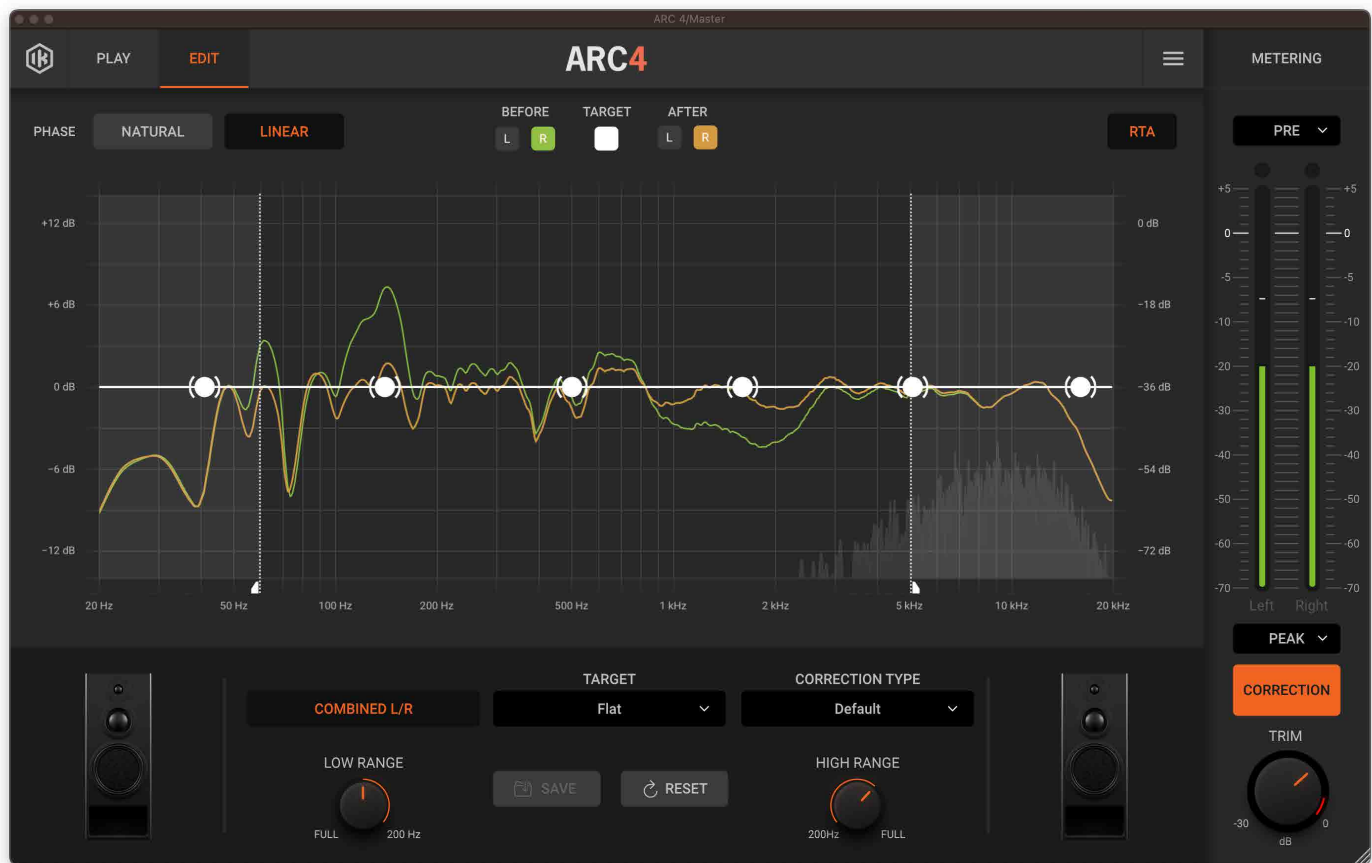 ARC 4/Master
PLAY
EDIT
ARC4
METERING
PHASE
NATURAL
LINEAR
BEFORE
L
R
TARGET
AFTER
L
R
RTA
PRE
+12 dB
+6 dB
0 dB
−6 dB
−12 dB
0 dB
−18 dB
−36 dB
−54 dB
−72 dB
20 Hz
50 Hz
100 Hz
200 Hz
500 Hz
1 kHz
2 kHz
5 kHz
10 kHz
20 kHz
+5 +5
0 0
-5 -5
-10 -10
-20 -20
-30 -30
-40 -40
-50 -50
-60 -60
-70 -70
Left Right
PEAK
CORRECTION
TRIM
-30 0
dB
COMBINED L/R
TARGET
Flat
CORRECTION TYPE
Default
LOW RANGE
FULL 200 Hz
SAVE
RESET
HIGH RANGE
200Hz FULL